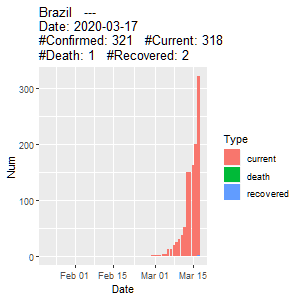 Brazil   ---
Date: 2020-03-17
#Confirmed: 321   #Current: 318
#Death: 1   #Recovered: 2
300
200
100
0
Num
Feb 01
Feb 15
Mar 01
Mar 15
Date
Type
current
death
recovered